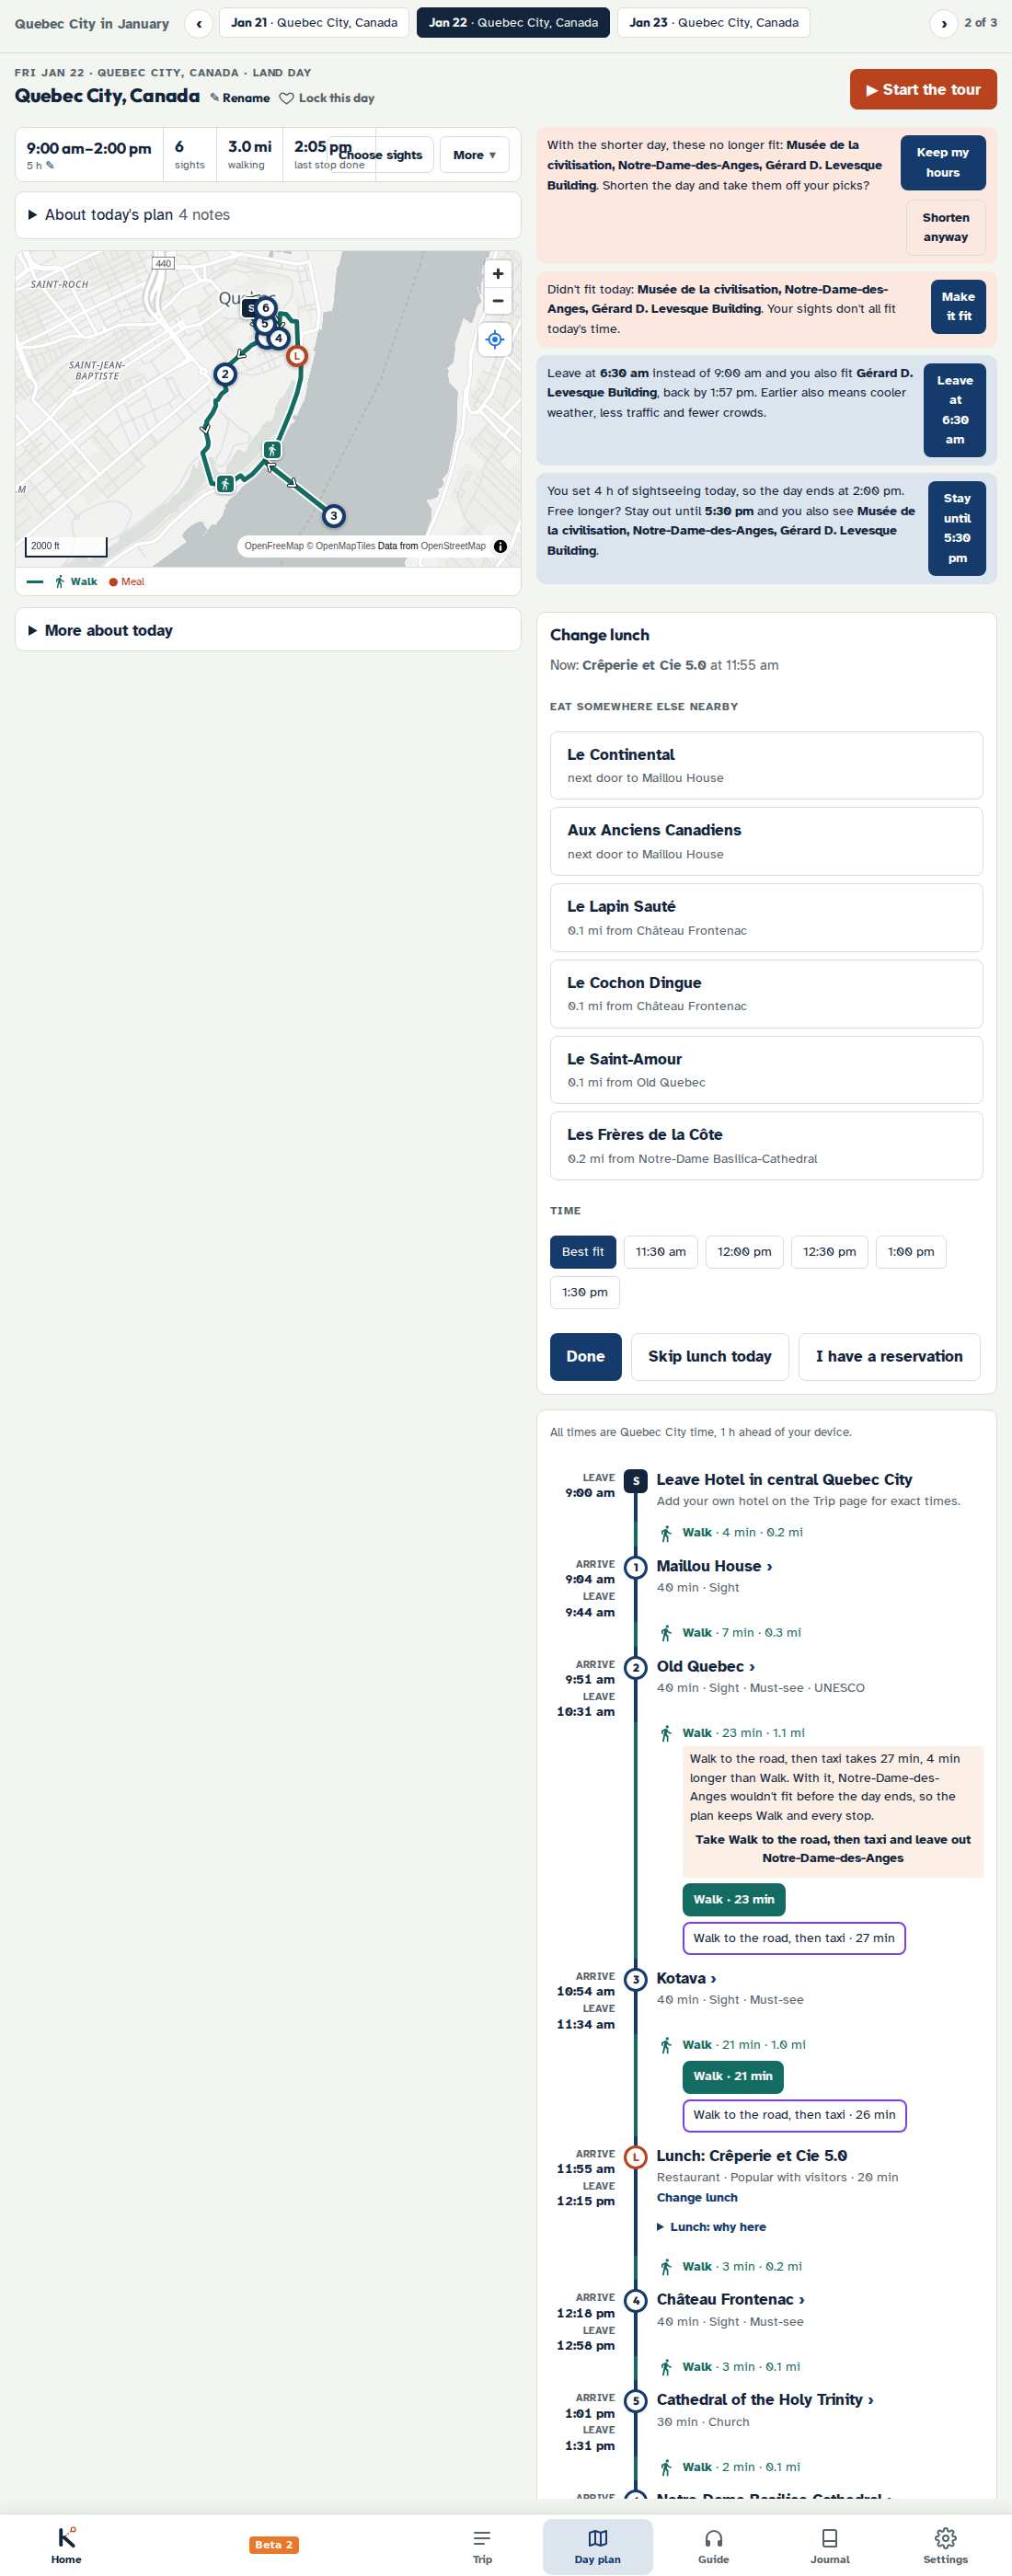 Quebec City in January
‹
Jan 21 · Quebec City, Canada
Jan 22 · Quebec City, Canada
Jan 23 · Quebec City, Canada
›
2 of 3
FRI JAN 22 · QUEBEC CITY, CANADA · LAND DAY
Quebec City, Canada
✎ Rename
Lock this day
▶ Start the tour
9:00 am–2:00 pm
5 h ✎
6
sights
3.0 mi
walking
2:05 pm
last stop done
Choose sights
More ▾
▶ About today's plan 4 notes
440
SAINT-ROCH
SAINT-JEAN-
BAPTISTE
S
6
5
4
L
2
3
+
−
2000 ft
OpenFreeMap © OpenMapTiles Data from OpenStreetMap
Walk
Meal
▶ More about today
With the shorter day, these no longer fit: Musée de la
civilisation, Notre-Dame-des-Anges, Gérard D. Levesque
Building. Shorten the day and take them off your picks?
Keep my
hours
Shorten
anyway
Didn't fit today: Musée de la civilisation, Notre-Dame-des-
Anges, Gérard D. Levesque Building. Your sights don't all fit
today's time.
Make
it fit
Leave at 6:30 am instead of 9:00 am and you also fit Gérard D.
Levesque Building, back by 1:57 pm. Earlier also means cooler
weather, less traffic and fewer crowds.
Leave
at
6:30
am
You set 4 h of sightseeing today, so the day ends at 2:00 pm.
Free longer? Stay out until 5:30 pm and you also see Musée de
la civilisation, Notre-Dame-des-Anges, Gérard D. Levesque
Building.
Stay
until
5:30
pm
Change lunch
Now: Crêperie et Cie 5.0 at 11:55 am
EAT SOMEWHERE ELSE NEARBY
Le Continental
next door to Maillou House
Aux Anciens Canadiens
next door to Maillou House
Le Lapin Sauté
0.1 mi from Château Frontenac
Le Cochon Dingue
0.1 mi from Château Frontenac
Le Saint-Amour
0.1 mi from Old Quebec
Les Frères de la Côte
0.2 mi from Notre-Dame Basilica-Cathedral
TIME
Best fit
11:30 am
12:00 pm
12:30 pm
1:00 pm
1:30 pm
Done
Skip lunch today
I have a reservation
All times are Quebec City time, 1 h ahead of your device.
LEAVE
9:00 am
S
Leave Hotel in central Quebec City
Add your own hotel on the Trip page for exact times.
Walk · 4 min · 0.2 mi
ARRIVE
9:04 am
LEAVE
9:44 am
1
Maillou House ›
40 min · Sight
Walk · 7 min · 0.3 mi
ARRIVE
9:51 am
LEAVE
10:31 am
2
Old Quebec ›
40 min · Sight · Must-see · UNESCO
Walk · 23 min · 1.1 mi
Walk to the road, then taxi takes 27 min, 4 min
longer than Walk. With it, Notre-Dame-des-
Anges wouldn't fit before the day ends, so the
plan keeps Walk and every stop.
Take Walk to the road, then taxi and leave out
Notre-Dame-des-Anges
Walk · 23 min
Walk to the road, then taxi · 27 min
ARRIVE
10:54 am
LEAVE
11:34 am
3
Kotava ›
40 min · Sight · Must-see
Walk · 21 min · 1.0 mi
Walk · 21 min
Walk to the road, then taxi · 26 min
ARRIVE
11:55 am
LEAVE
12:15 pm
L
Lunch: Crêperie et Cie 5.0
Restaurant · Popular with visitors · 20 min
Change lunch
▶ Lunch: why here
Walk · 3 min · 0.2 mi
ARRIVE
12:18 pm
LEAVE
12:58 pm
4
Château Frontenac ›
40 min · Sight · Must-see
Walk · 3 min · 0.1 mi
ARRIVE
1:01 pm
LEAVE
1:31 pm
5
Cathedral of the Holy Trinity ›
30 min · Church
Walk · 2 min · 0.1 mi
ARRIVE
Notre-Dame Basilica-Cathedral ›
Home
Beta 2
Trip
Day plan
Guide
Journal
Settings